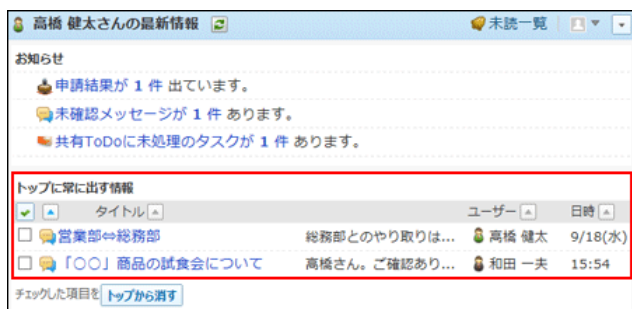 高橋 健太さんの最新情報 未読一覧
お知らせ
申請結果が 1 件 出ています。
未確認メッセージが 1 件 あります。
共有ToDoに未処理のタスクが 1 件 あります。
トップに常に出す情報
タイトル ユーザー 日時
営業部⇔総務部 総務部とのやり取りは... 高橋 健太 9/18(水)
「○○」商品の試食会について 高橋さん。ご確認あり... 和田 一夫 15:54
チェックした項目を トップから消す